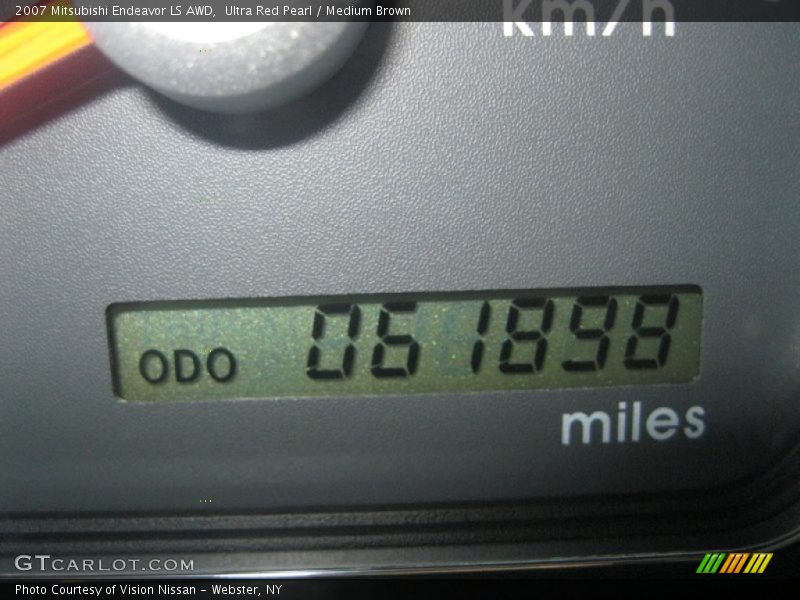 2007 Mitsubishi Endeavor LS AWD,  Ultra Red Pearl / Medium Brown
km/h
ODO 061898
miles
GTCARLOT.COM
Photo Courtesy of Vision Nissan - Webster, NY